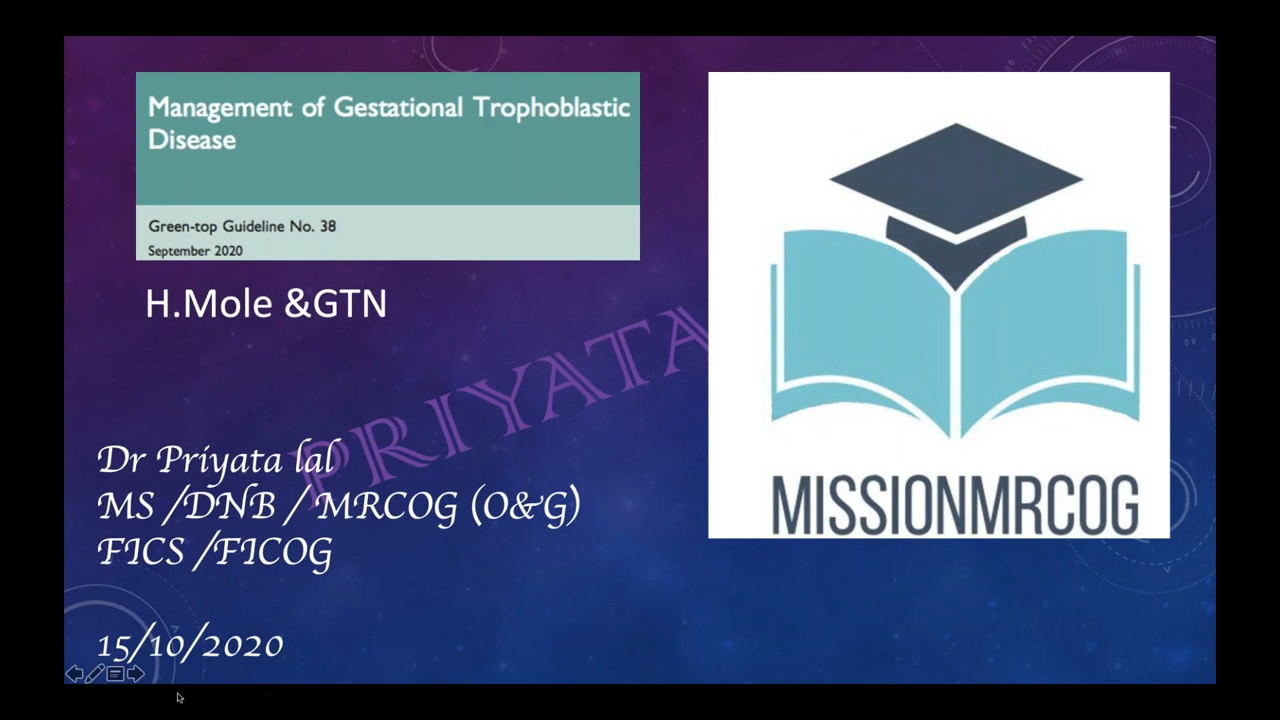 Management of Gestational Trophoblastic
Disease
Green-top Guideline No. 38
September 2020
H.Mole &GTN
PRIYATA
Dr Priyata lal
MS /DNB / MRCOG (O&G)
FICS /FICOG
15/10/2020
MISSIONMRCOG